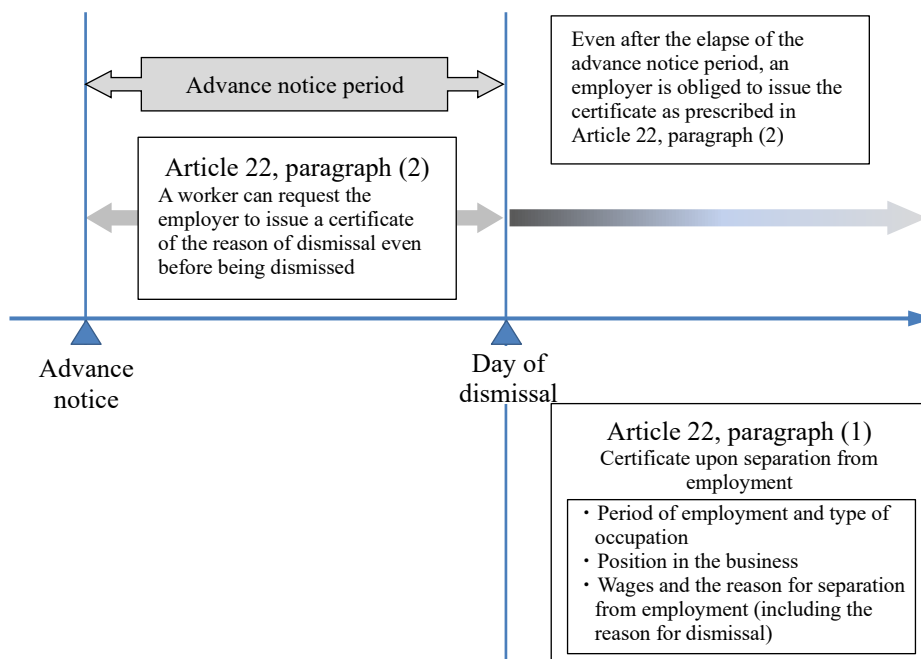 Advance notice period
Even after the elapse of the
advance notice period, an
employer is obliged to issue the
certificate as prescribed in
Article 22, paragraph (2)
Article 22, paragraph (2)
A worker can request the
employer to issue a certificate
of the reason of dismissal even
before being dismissed
Advance
notice
Day of
dismissal
Article 22, paragraph (1)
Certificate upon separation from
employment
・Period of employment and type of
occupation
・Position in the business
・Wages and the reason for separation
from employment (including the
reason for dismissal)